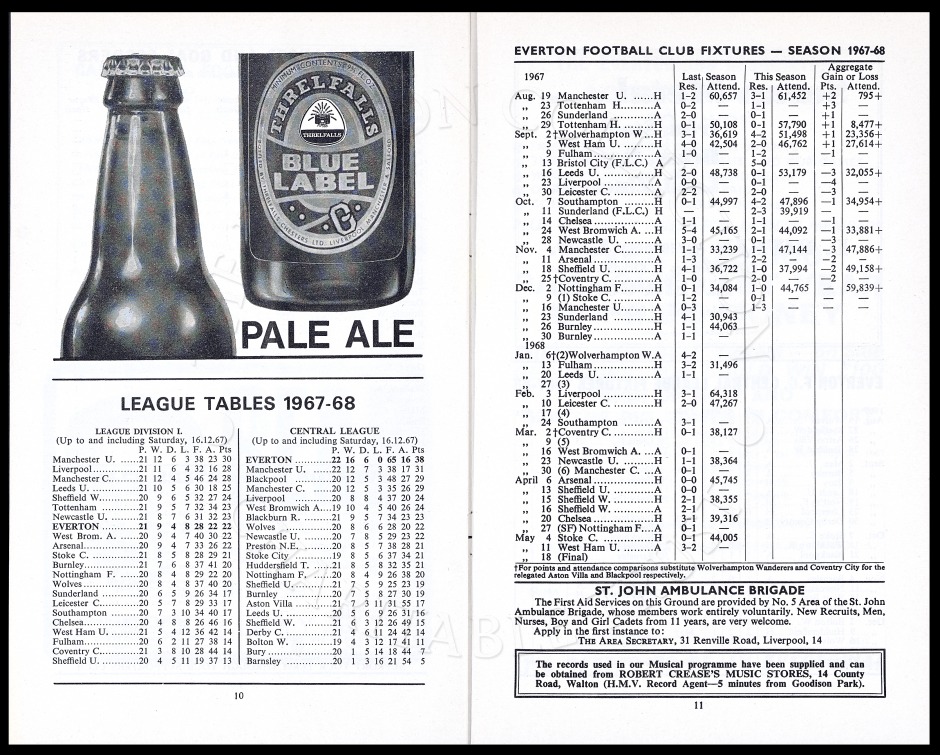 MINIMUM CONTENTS 9⅔ FL. OZ.
THRELFALLS
THRELFALLS
BLUE
LABEL
PALE ALE
LEAGUE TABLES 1967-68
LEAGUE DIVISION I.
(Up to and including Saturday, 16.12.67)
P. W. D. L. F. A. Pts
Manchester U. ......21 12 6 3 38 23 30
Liverpool..............21 11 6 4 32 16 28
Manchester C.......21 12 4 5 46 24 28
Leeds U. ..............21 11 5 6 30 18 25
Sheffield W...........20 9 6 5 32 27 24
Tottenham ..........21 9 5 7 32 34 23
Newcastle U. .......21 8 7 6 31 32 23
EVERTON ..........21 9 4 8 28 22 22
West Brom. A. ...20 9 4 7 40 30 22
Arsenal................20 9 4 7 33 26 22
Stoke C. ..............21 8 5 8 28 29 21
Burnley ...............20 7 6 7 37 40 20
Nottingham F. .....20 8 4 8 29 22 20
Wolves ................20 8 4 8 37 40 20
Sunderland ..........20 6 5 9 26 34 17
Leicester C...........20 5 7 8 29 33 17
Southampton .......20 7 3 10 34 40 17
Chelsea................20 4 8 8 26 46 16
West Ham U. ......21 5 4 12 36 42 14
Fulham................20 6 2 11 27 38 14
Coventry C...........21 3 8 10 28 44 14
Sheffield U. .........20 4 5 11 19 37 13
CENTRAL LEAGUE
(Up to and including Saturday, 16.12.67)
P. W. D. L. F. A. Pts
EVERTON ..........22 16 6 0 65 16 38
Manchester U. ......22 12 7 3 38 17 31
Blackpool ............20 12 5 3 48 27 29
Manchester C. .....20 12 5 3 35 26 29
Liverpool .............20 8 8 4 37 20 24
West Bromwich A....19 10 4 5 40 26 24
Blackburn R..........21 9 5 7 34 23 23
Wolves ................20 8 6 6 28 20 22
Newcastle U. .......20 7 8 5 29 23 22
Preston N.E. ........20 8 5 7 38 28 21
Stoke City ............19 8 5 6 37 34 21
Huddersfield T. .....21 8 5 8 32 35 21
Nottingham F. ......20 8 4 9 26 38 20
Sheffield U. ..........21 7 5 9 25 23 19
Burnley ................20 7 5 8 27 30 19
Aston Villa ...........21 7 3 11 31 55 17
Leeds U. ..............20 5 6 9 26 31 16
Sheffield W. .........21 3 9 12 26 49 15
Derby C. ..............21 4 6 11 24 42 14
Bolton W. .............19 4 3 12 17 41 11
Bury ....................20 1 5 14 18 44 7
Barnsley ..............20 1 3 16 21 54 5
10
EVERTON FOOTBALL CLUB FIXTURES — SEASON 1967-68
1967 Last Season Res. Attend. This Season Res. Attend. Aggregate Gain or Loss Pts. Attend.
Aug. 19 Manchester U. .......H 1–2 60,657 3–1 61,452 +2 795+
,, 23 Tottenham H..........A 0–2 — 1–1 — +3 —
,, 26 Sunderland .............A 2–0 — 0–1 — +1 —
,, 29 Tottenham H. .........H 0–1 50,108 0–1 57,790 +1 8,477+
Sept. 2†Wolverhampton W...H 3–1 36,619 4–2 51,498 +1 23,356+
,, 5 West Ham U. ..........H 4–0 42,504 2–0 46,762 +1 27,614+
,, 9 Fulham...................A 1–0 — 1–2 — —1 —
,, 13 Bristol City (F.L.C.) A — 5–0 —
,, 16 Leeds U. ................H 2–0 48,738 0–1 53,179 —3 32,055+
,, 23 Liverpool ...............A 0–0 — 0–1 — —4 —
,, 30 Leicester C. ............A 2–2 — 2–0 — —3 —
Oct. 7 Southampton ..........H 0–1 44,997 4–2 47,896 —1 34,954+
,, 11 Sunderland (F.L.C.) H — — 2–3 39,919
,, 14 Chelsea ..................A 1–1 — 1–1 — —1 —
,, 24 West Bromwich A. ...H 5–4 45,165 2–1 44,092 —1 33,881+
,, 28 Newcastle U. ..........A 3–0 — 0–1 — —3 —
Nov. 4 Manchester C..........H 1–1 33,239 1–1 47,144 —3 47,886+
,, 11 Arsenal ..................A 1–3 — 2–2 — —2 —
,, 18 Sheffield U. ............H 4–1 36,722 1–0 37,994 —2 49,158+
,, 25†Coventry C. ............A 1–0 — 2–0 — —2 —
Dec. 2 Nottingham F..........H 0–1 34,084 1–0 44,765 — 59,839+
,, 9 (1) Stoke C. ............A 1–2 — 0–1 — — —
,, 16 Manchester U..........A 0–3 — 1–3 — — —
,, 23 Sunderland .............H 4–1 30,943
,, 26 Burnley ..................H 1–1 44,063
,, 30 Burnley ..................A 1–1 —
1968
Jan. 6†(2)Wolverhampton W.A 4–2 —
,, 13 Fulham ..................H 3–2 31,496
,, 20 Leeds U. ................A 1–1 —
,, 27 (3)
Feb. 3 Liverpool ...............H 3–1 64,318
,, 10 Leicester C. ............H 2–0 47,267
,, 17 (4)
,, 24 Southampton ..........A 3–1 —
Mar. 2†Coventry C. ............H 0–1 38,127
,, 9 (5)
,, 16 West Bromwich A. ...A 0–1 —
,, 23 Newcastle U. ..........H 1–1 38,364
,, 30 (6) Manchester C. ...A 0–1 —
April 6 Arsenal ..................H 0–0 45,745
,, 13 Sheffield U. ............A 0–0 —
,, 15 Sheffield W. ...........H 2–1 38,355
,, 16 Sheffield W. ...........A 2–1 —
,, 20 Chelsea ..................H 3–1 39,316
,, 27 (SF) Nottingham F....A 0–1 —
May 4 Stoke C. .................H 0–1 44,005
,, 11 West Ham U. ..........A 3–2 —
,, 18 (Final)
†For points and attendance comparisons substitute Wolverhampton Wanderers and Coventry City for the
relegated Aston Villa and Blackpool respectively.
ST. JOHN AMBULANCE BRIGADE
The First Aid Services on this Ground are provided by No. 5 Area of the St. John
Ambulance Brigade, whose members work entirely voluntarily. New Recruits, Men,
Nurses, Boy and Girl Cadets from 11 years, are very welcome.
Apply in the first instance to:
THE AREA SECRETARY, 31 Renville Road, Liverpool, 14
The records used in our Musical programme have been supplied and can
be obtained from ROBERT CREASE'S MUSIC STORES, 14 County
Road, Walton (H.M.V. Record Agent—5 minutes from Goodison Park).
11